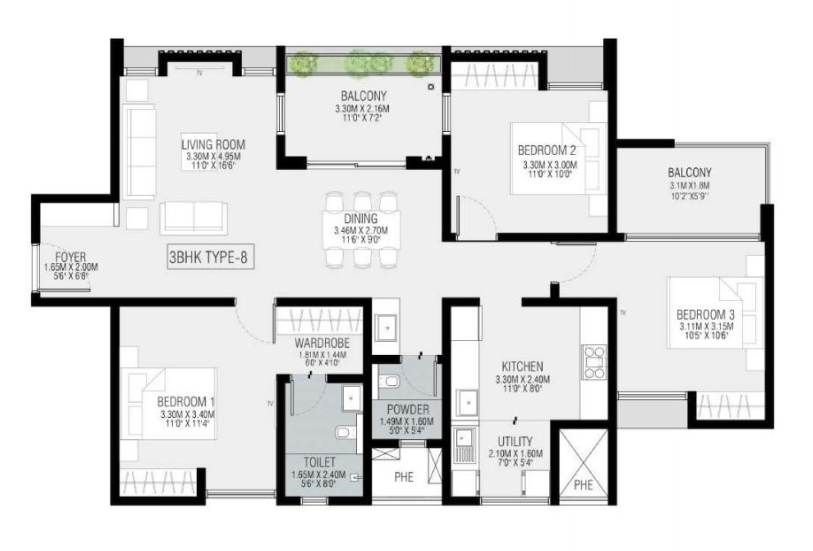 TV
LIVING ROOM
3.30M X 4.95M
11'0" X 16'6"
BALCONY
3.30M X 2.16M
11'0" X 7'2"
BEDROOM 2
3.30M X 3.00M
11'0" X 10'0"
TV
BALCONY
3.1M X1.8M
10'2"X5'9"
DINING
3.46M X 2.70M
11'6" X 9'0"
FOYER
1.65M X 2.00M
5'6" X 6'8"
3BHK TYPE-8
BEDROOM 3
3.11M X 3.15M
10'5" X 10'6"
TV
WARDROBE
1.81M X 1.44M
6'0" X 4'10"
KITCHEN
3.30M X 2.40M
11'0" X 8'0"
BEDROOM 1
3.30M X 3.40M
11'0" X 11'4"
TV
POWDER
1.49M X 1.60M
5'0" X 5'4"
UTILITY
2.10M X 1.60M
7'0" X 5'4"
TOILET
1.65M X 2.40M
5'6" X 8'0"
PHE
PHE